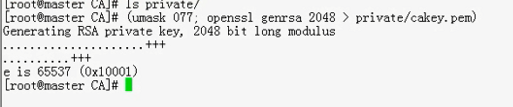 [root@master CA]# ls private/
[root@master CA]# (umask 077; openssl genrsa 2048 > private/cakey.pem)
Generating RSA private key, 2048 bit long modulus
.....................+++
..........+++
e is 65537 (0x10001)
[root@master CA]#